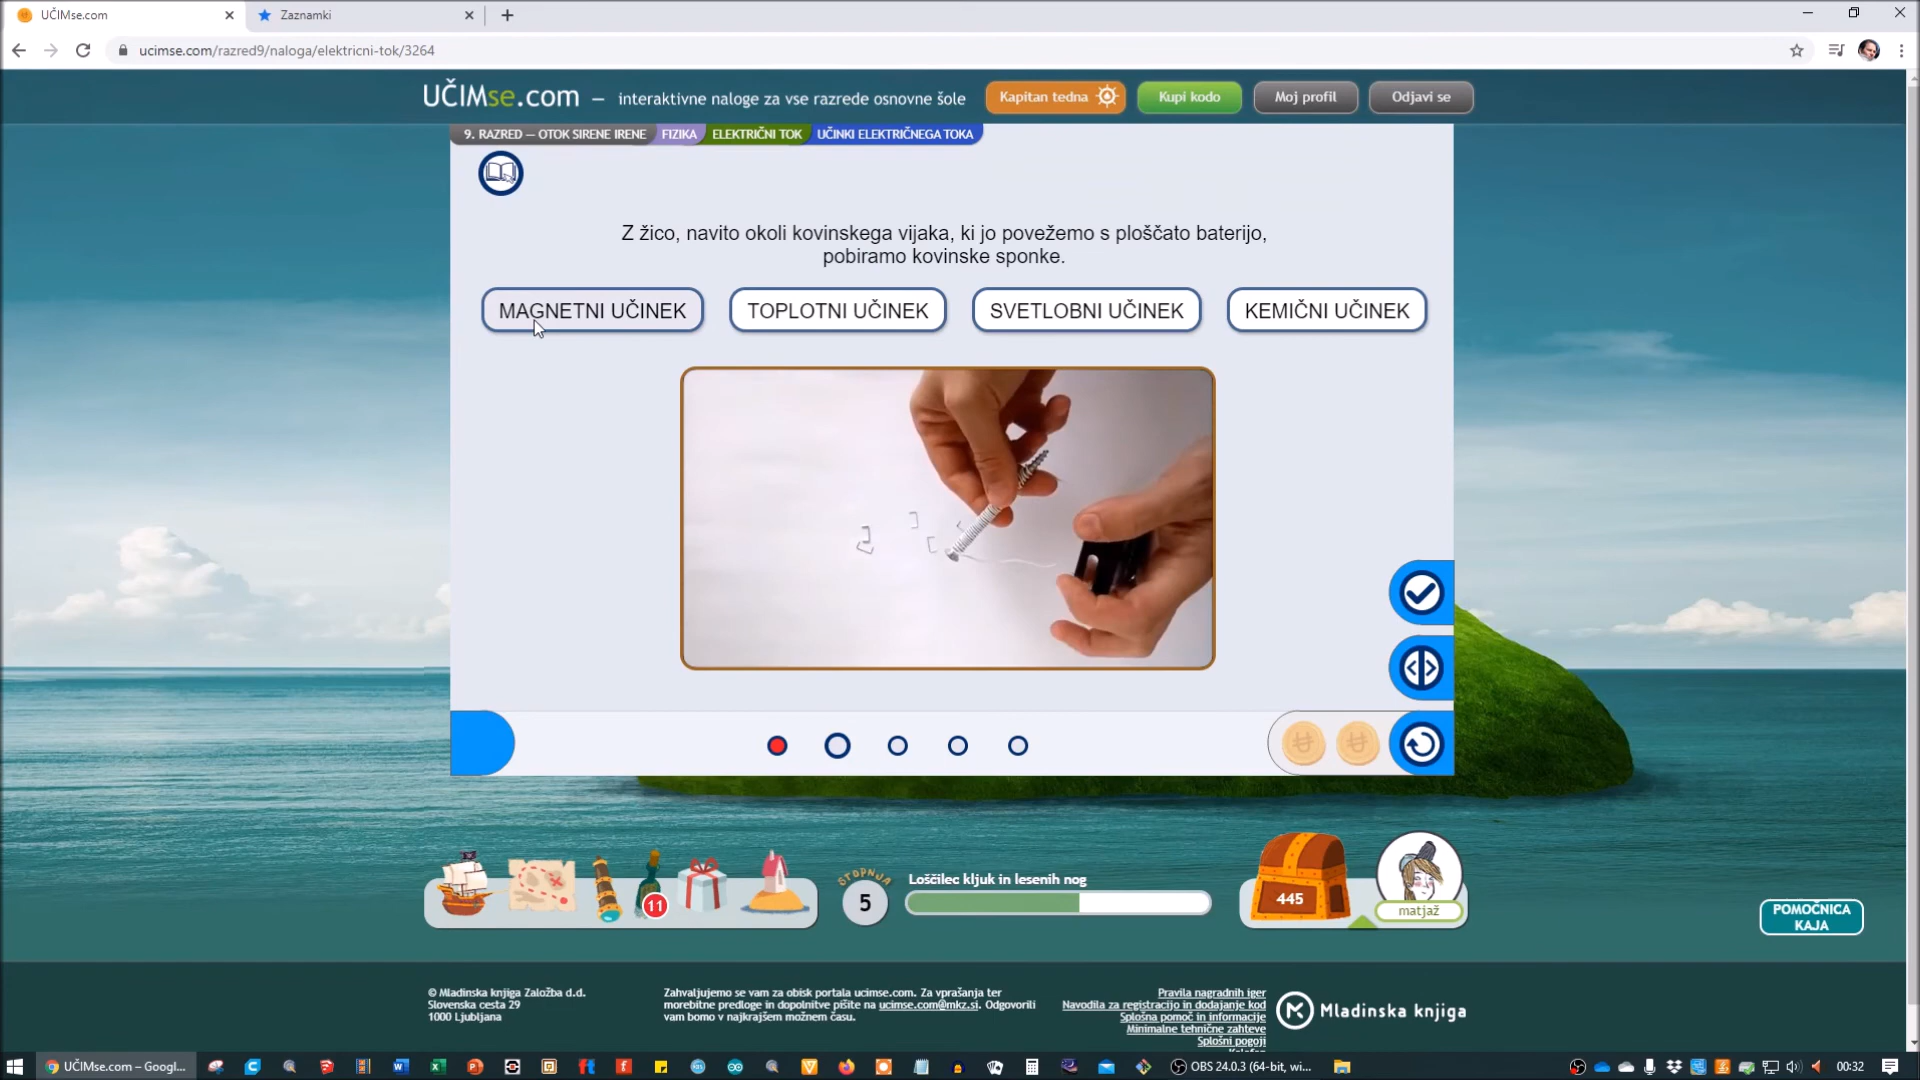 UČIMse.com
Zaznamki
ucimse.com/razred9/naloga/elektricni-tok/3264
UČIMse.com – interaktivne naloge za vse razrede osnovne šole
Kapitan tedna
Kupi kodo
Moj profil
Odjavi se
9. RAZRED — OTOK SIRENE IRENE
FIZIKA
ELEKTRIČNI TOK
UČINKI ELEKTRIČNEGA TOKA
Z žico, navito okoli kovinskega vijaka, ki jo povežemo s ploščato baterijo,
pobiramo kovinske sponke.
MAGNETNI UČINEK
TOPLOTNI UČINEK
SVETLOBNI UČINEK
KEMIČNI UČINEK
11
STOPNJA
5
Loščilec kljuk in lesenih nog
445
matjaž
POMOČNICA
KAJA
© Mladinska knjiga Založba d.d.
Slovenska cesta 29
1000 Ljubljana
Zahvaljujemo se vam za obisk portala ucimse.com. Za vprašanja ter
morebitne predloge in dopolnitve pišite na ucimse.com@mkz.si. Odgovorili
vam bomo v najkrajšem možnem času.
Pravila nagradnih iger
Navodila za registracijo in dodajanje kod
Splošna pomoč in informacije
Minimalne tehnične zahteve
Splošni pogoji
Mladinska knjiga
UČIMse.com – Googl...
OBS 24.0.3 (64-bit, wi...
00:32